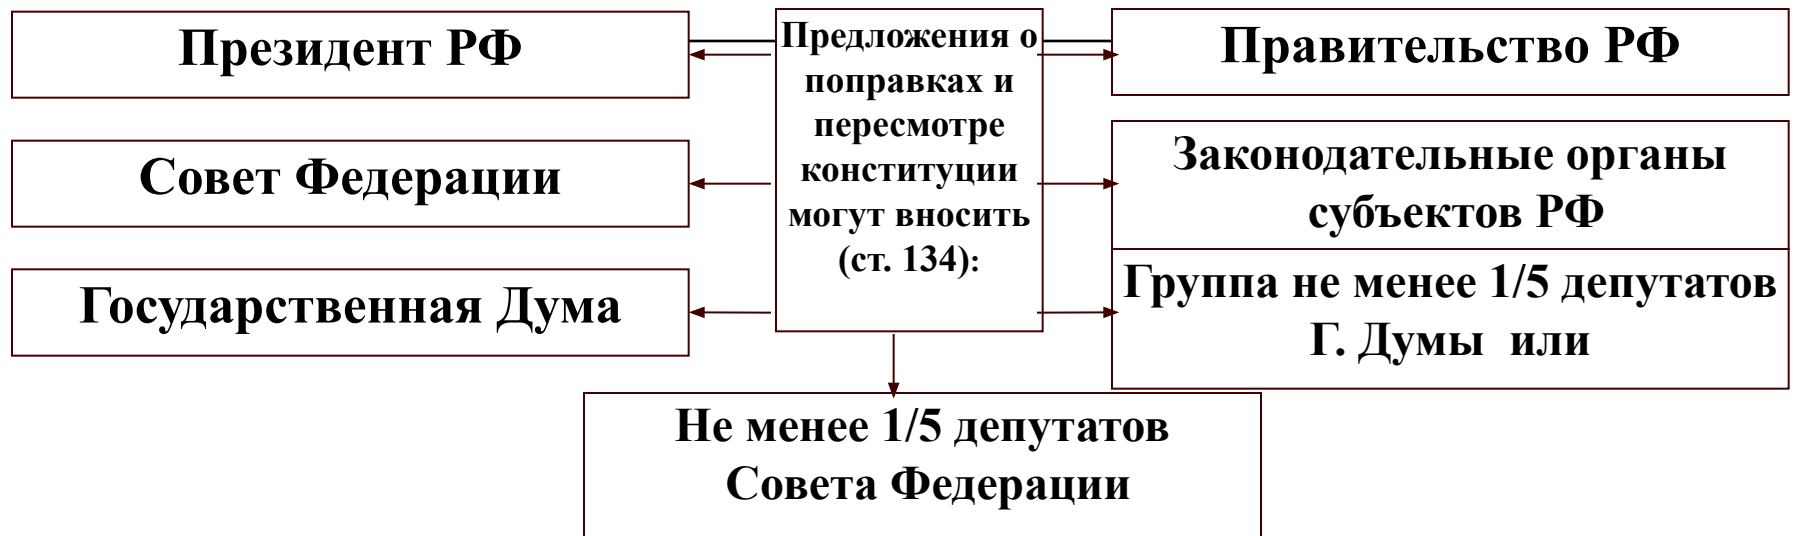 Президент РФ
Совет Федерации
Государственная Дума
Предложения о
поправках и
пересмотре
конституции
могут вносить
(ст. 134):
Правительство РФ
Законодательные органы
субъектов РФ
Группа не менее 1/5 депутатов
Г. Думы или
Не менее 1/5 депутатов
Совета Федерации